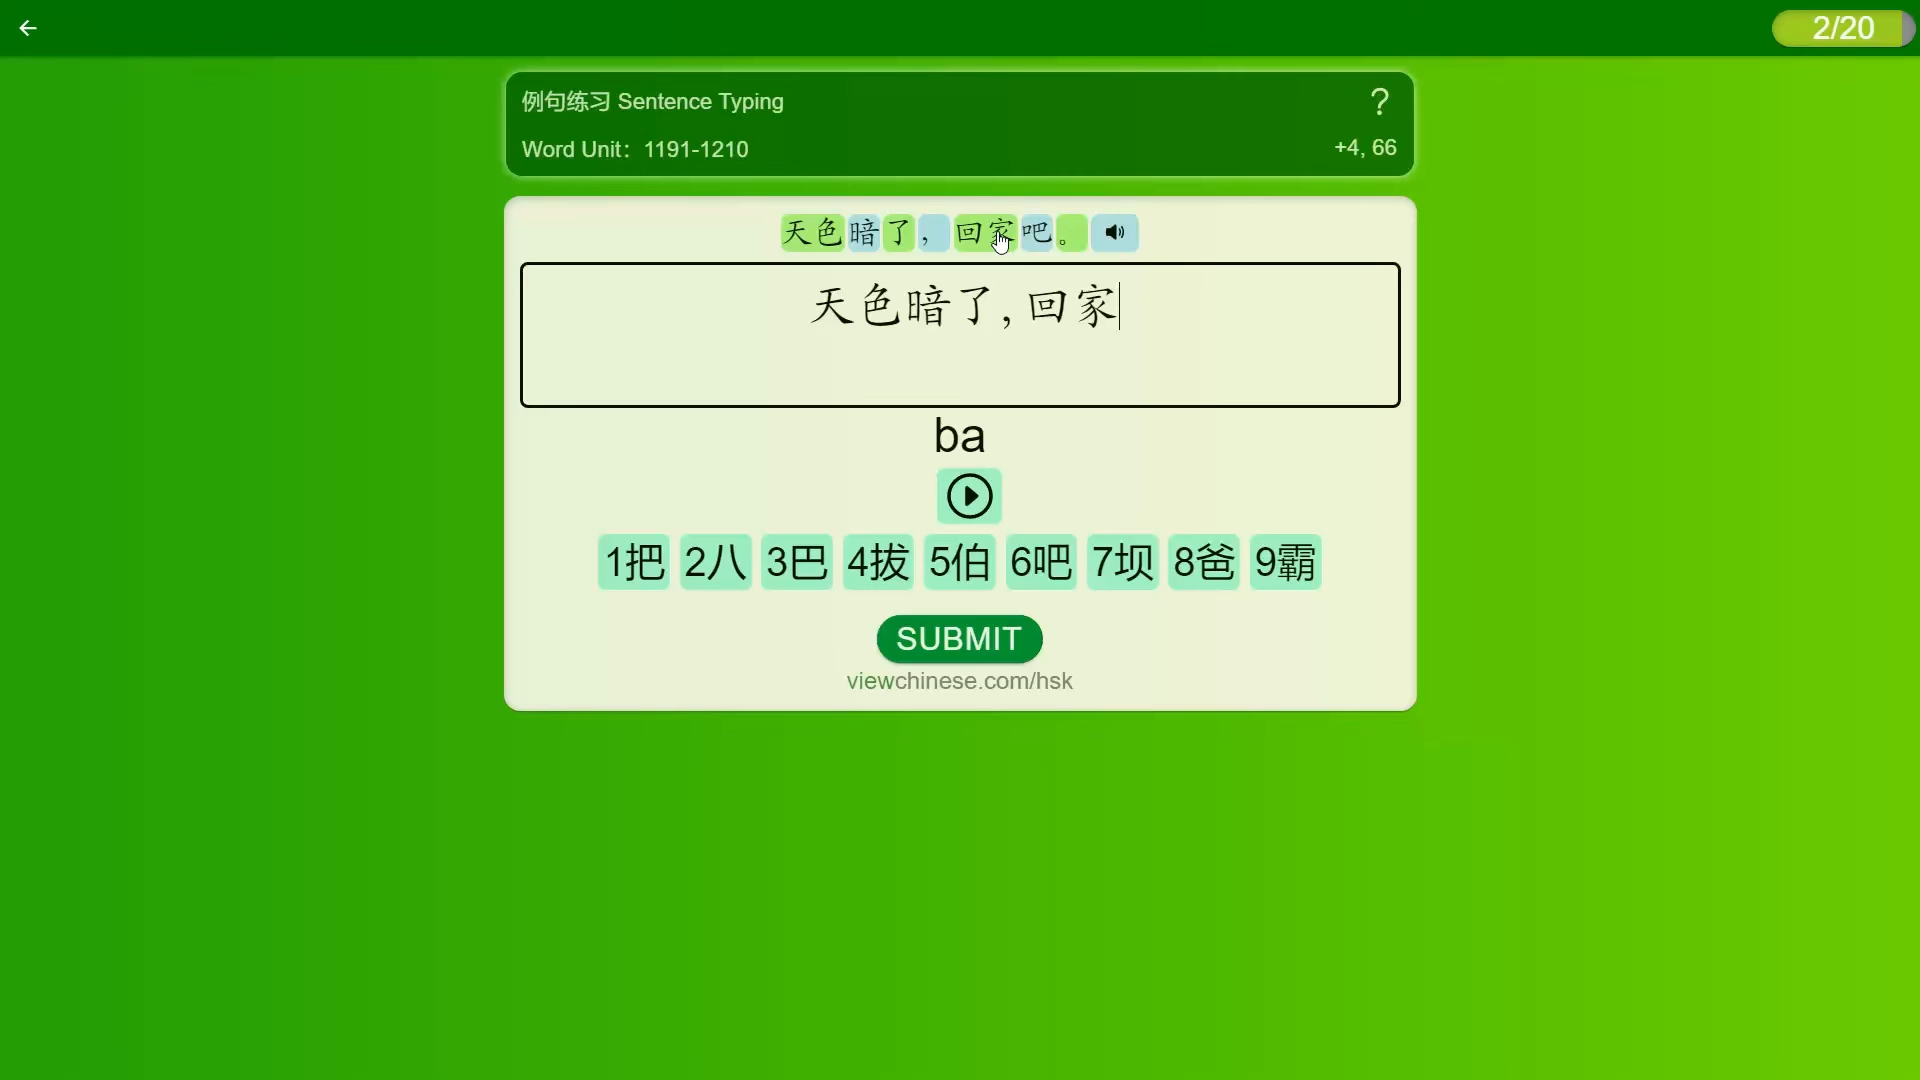 2/20
例句练习 Sentence Typing
?
Word Unit：1191-1210
+4, 66
天色暗了，回家吧。
天色暗了,回家
ba
1把 2八 3巴 4拔 5伯 6吧 7坝 8爸 9霸
SUBMIT
viewchinese.com/hsk